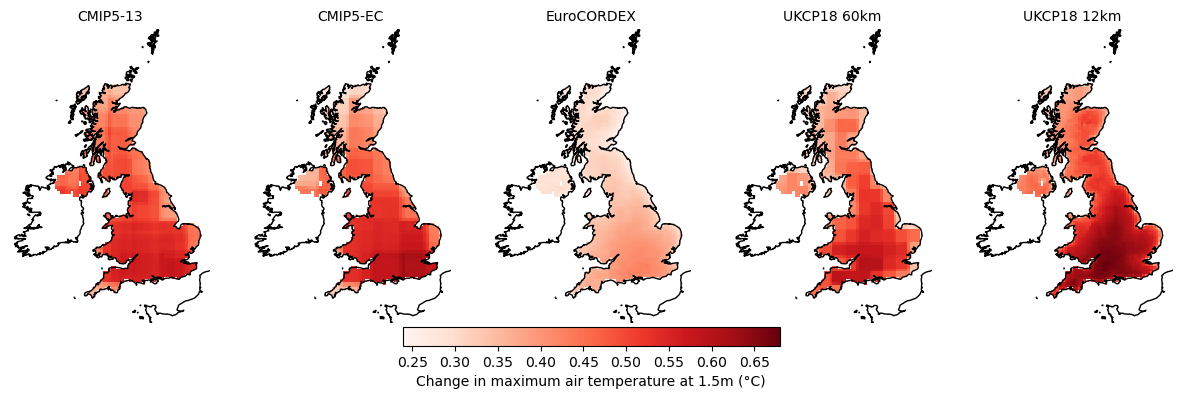 CMIP5-13 CMIP5-EC EuroCORDEX UKCP18 60km UKCP18 12km
0.25 0.30 0.35 0.40 0.45 0.50 0.55 0.60 0.65
Change in maximum air temperature at 1.5m (°C)